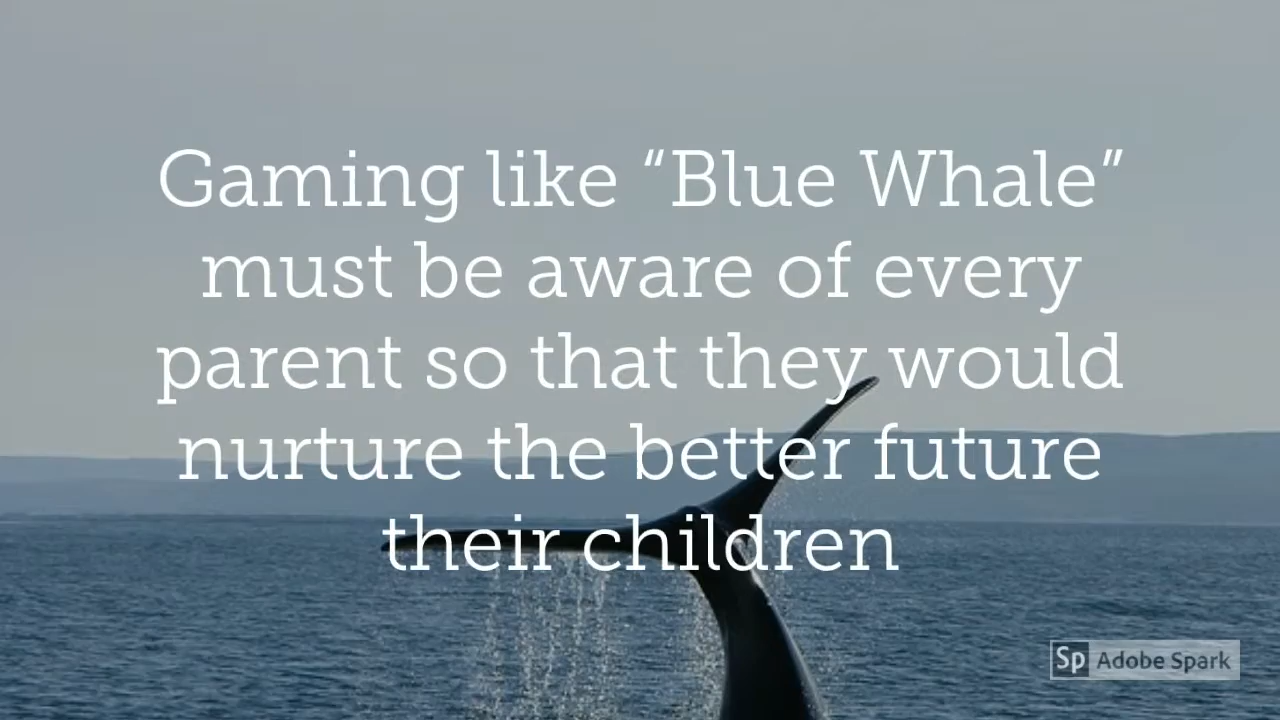 Gaming like “Blue Whale”
must be aware of every
parent so that they would
nurture the better future
their children
Sp Adobe Spark